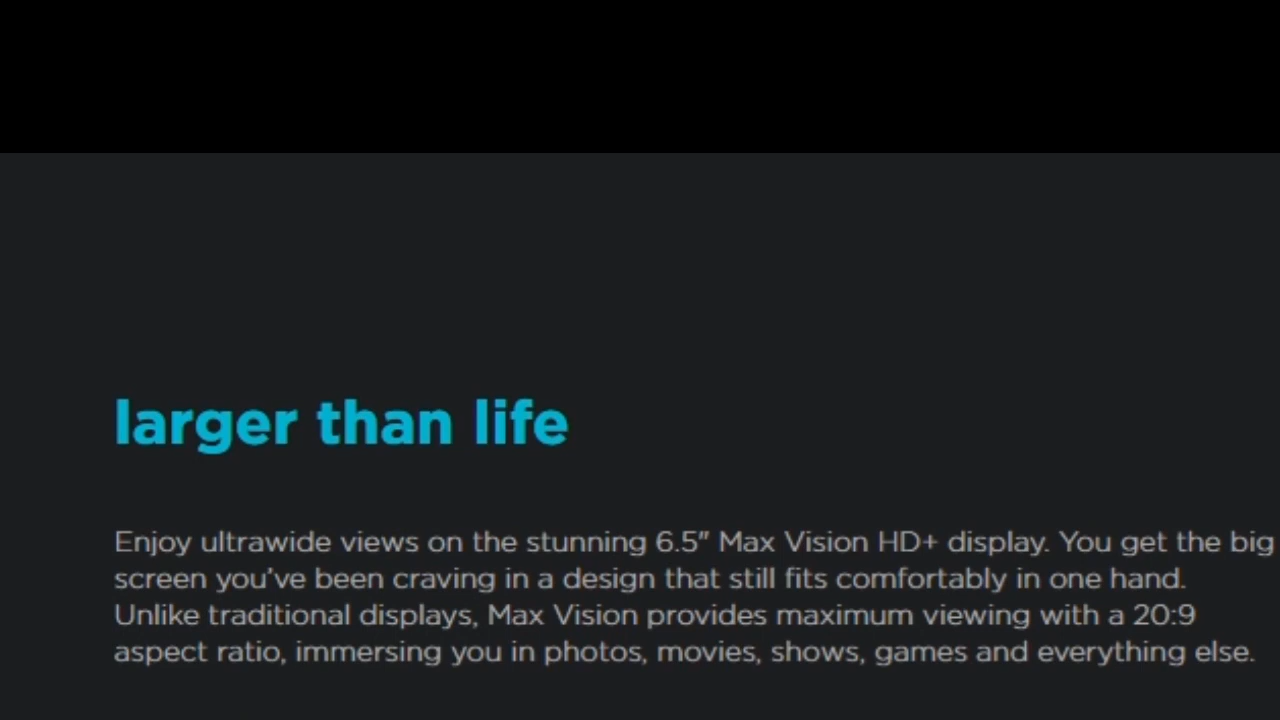 larger than life
Enjoy ultrawide views on the stunning 6.5″ Max Vision HD+ display. You get the big
screen you’ve been craving in a design that still fits comfortably in one hand.
Unlike traditional displays, Max Vision provides maximum viewing with a 20:9
aspect ratio, immersing you in photos, movies, shows, games and everything else.